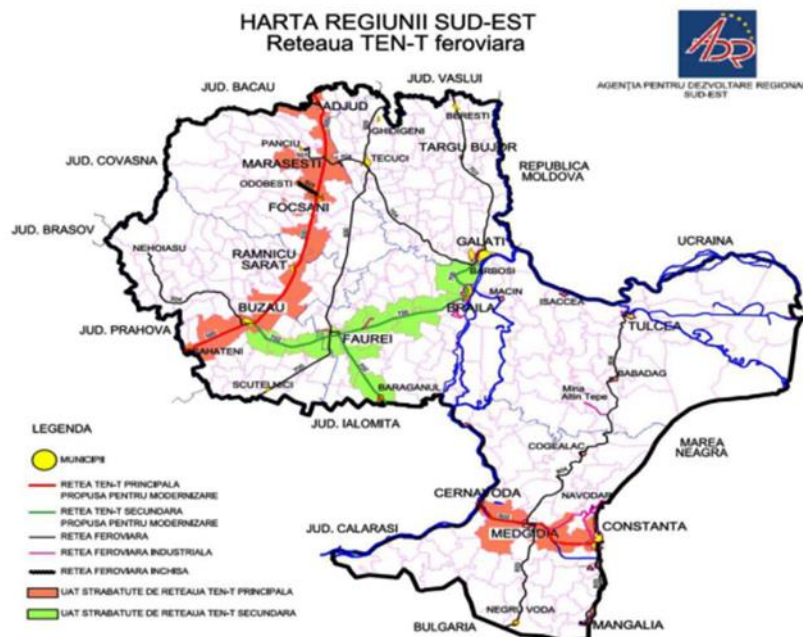 HARTA REGIUNII SUD-EST
Reteaua TEN-T feroviara
ADR
AGENŢIA PENTRU DEZVOLTARE REGIONAL
SUD-EST
JUD. BACAU
JUD. VASLUI
ADJUD
BERESTI
GHIDIGENI
PANCIU
TARGU BUJOR
JUD. COVASNA
MARASESTI
TECUCI
REPUBLICA
MOLDOVA
ODOBESTI
FOCSANI
JUD. BRASOV
UCRAINA
NEHOIASU
RAMNICU
SARAT
GALATI
BARBOSI
MACIN
ISACCEA
BUZAU
BRAILA
TULCEA
JUD. PRAHOVA
FAUREI
SAHATENI
BABADAG
SCUTELNICI
BARAGANUL
Mina
Altin Tepe
JUD. IALOMITA
MAREA
NEAGRA
COGEALAC
LEGENDA
MUNICIPII
CERNAVODA
NAVODARI
RETEA TEN-T PRINCIPALA
PROPUSA PENTRU MODERNIZARE
RETEA TEN-T SECUNDARA
PROPUSA PENTRU MODERNIZARE
JUD. CALARASI
MEDGIDIA
CONSTANTA
RETEA FEROVIARA
RETEA FEROVIARA INDUSTRIALA
RETEA FEROVIARA INCHISA
UAT STRABATUTE DE RETEAUA TEN-T PRINCIPALA
UAT STRABATUTE DE RETEAUA TEN-T SECUNDARA
NEGRU VODA
MANGALIA
BULGARIA